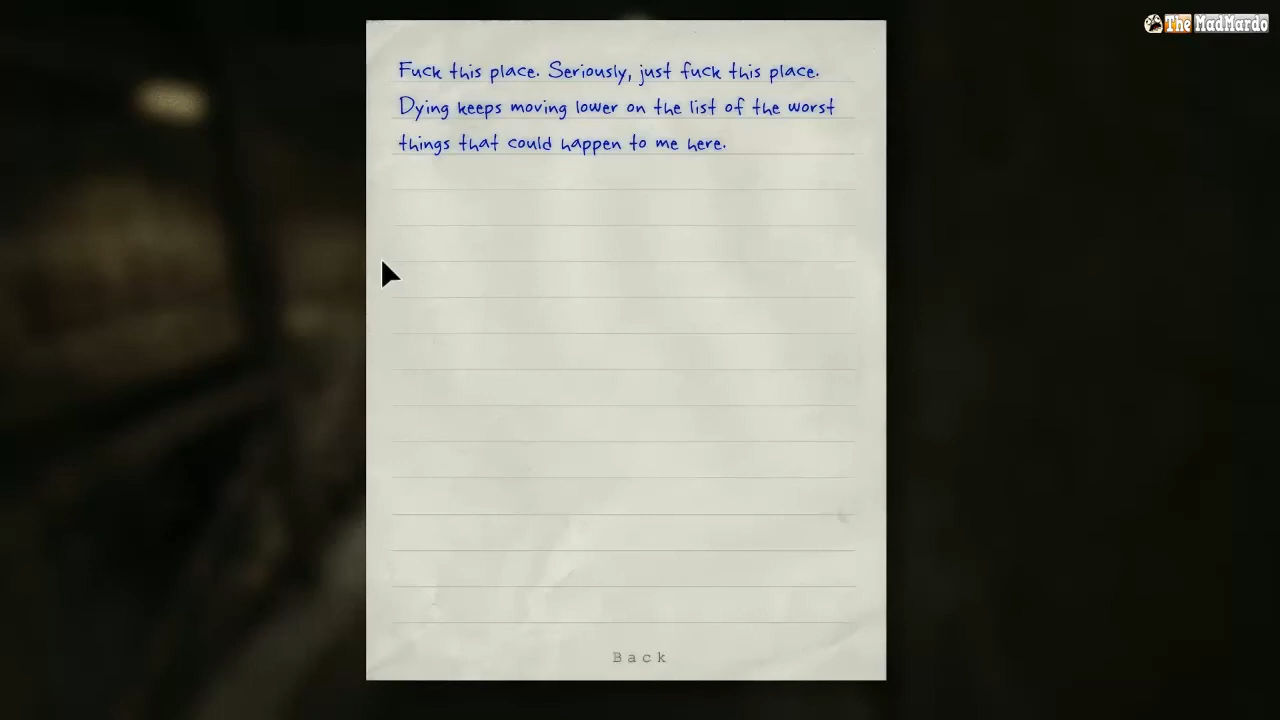 The MadMardo
Fuck this place. Seriously, just fuck this place.
Dying keeps moving lower on the list of the worst
things that could happen to me here.
Back